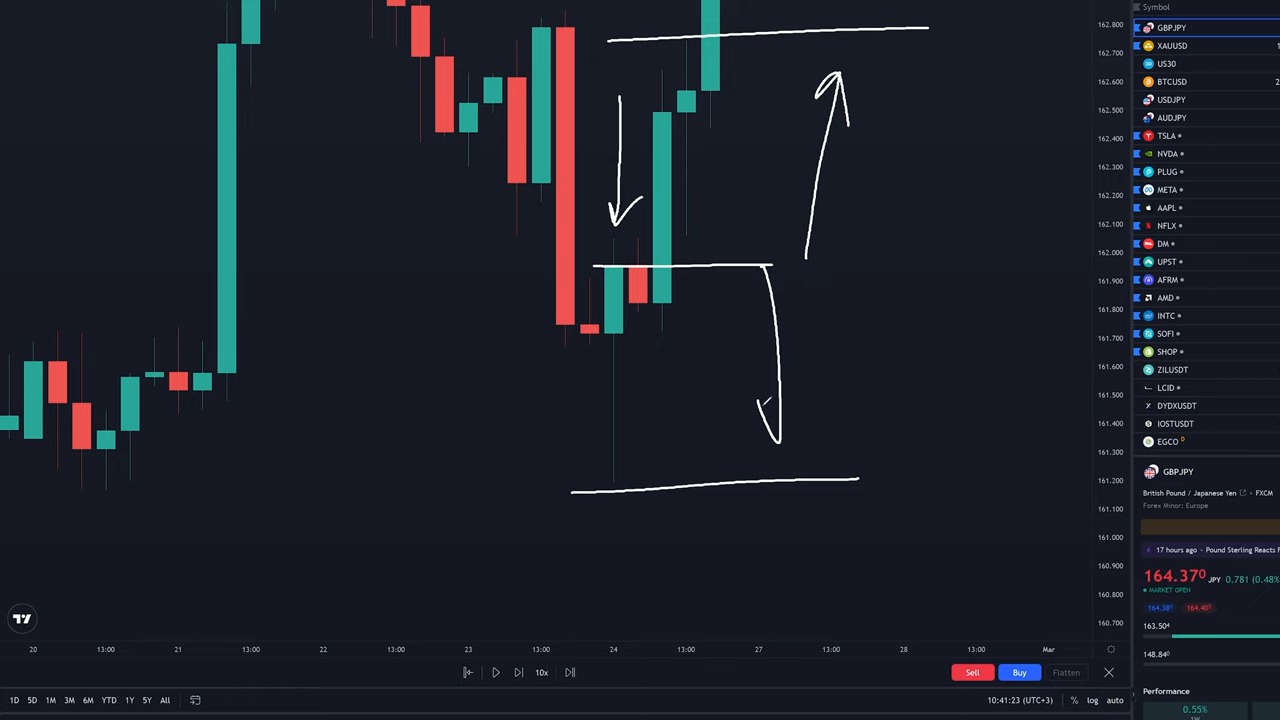 Symbol
GBPJPY
XAUUSD
US30
BTCUSD
USDJPY
AUDJPY
TSLA
NVDA
PLUG
META
AAPL
NFLX
DM
UPST
AFRM
AMD
INTC
SOFI
SHOP
ZILUSDT
LCID
DYDXUSDT
IOSTUSDT
EGCO D
GBPJPY
British Pound / Japanese Yen • FXCM
Forex Minor: Europe
17 hours ago • Pound Sterling Reacts
164.370 JPY 0.781 (0.48%
MARKET OPEN
164.380 164.400
163.504
148.840
Performance
0.55%
1W
162.800
162.700
162.600
162.500
162.400
162.300
162.200
162.100
162.000
161.900
161.800
161.700
161.600
161.500
161.400
161.300
161.200
161.100
161.000
160.900
160.800
160.700
20 13:00 21 13:00 22 13:00 23 13:00 24 13:00 27 13:00 28 13:00 Mar
10x
Sell Buy Flatten
1D 5D 1M 3M 6M YTD 1Y 5Y All
10:41:23 (UTC+3) % log auto